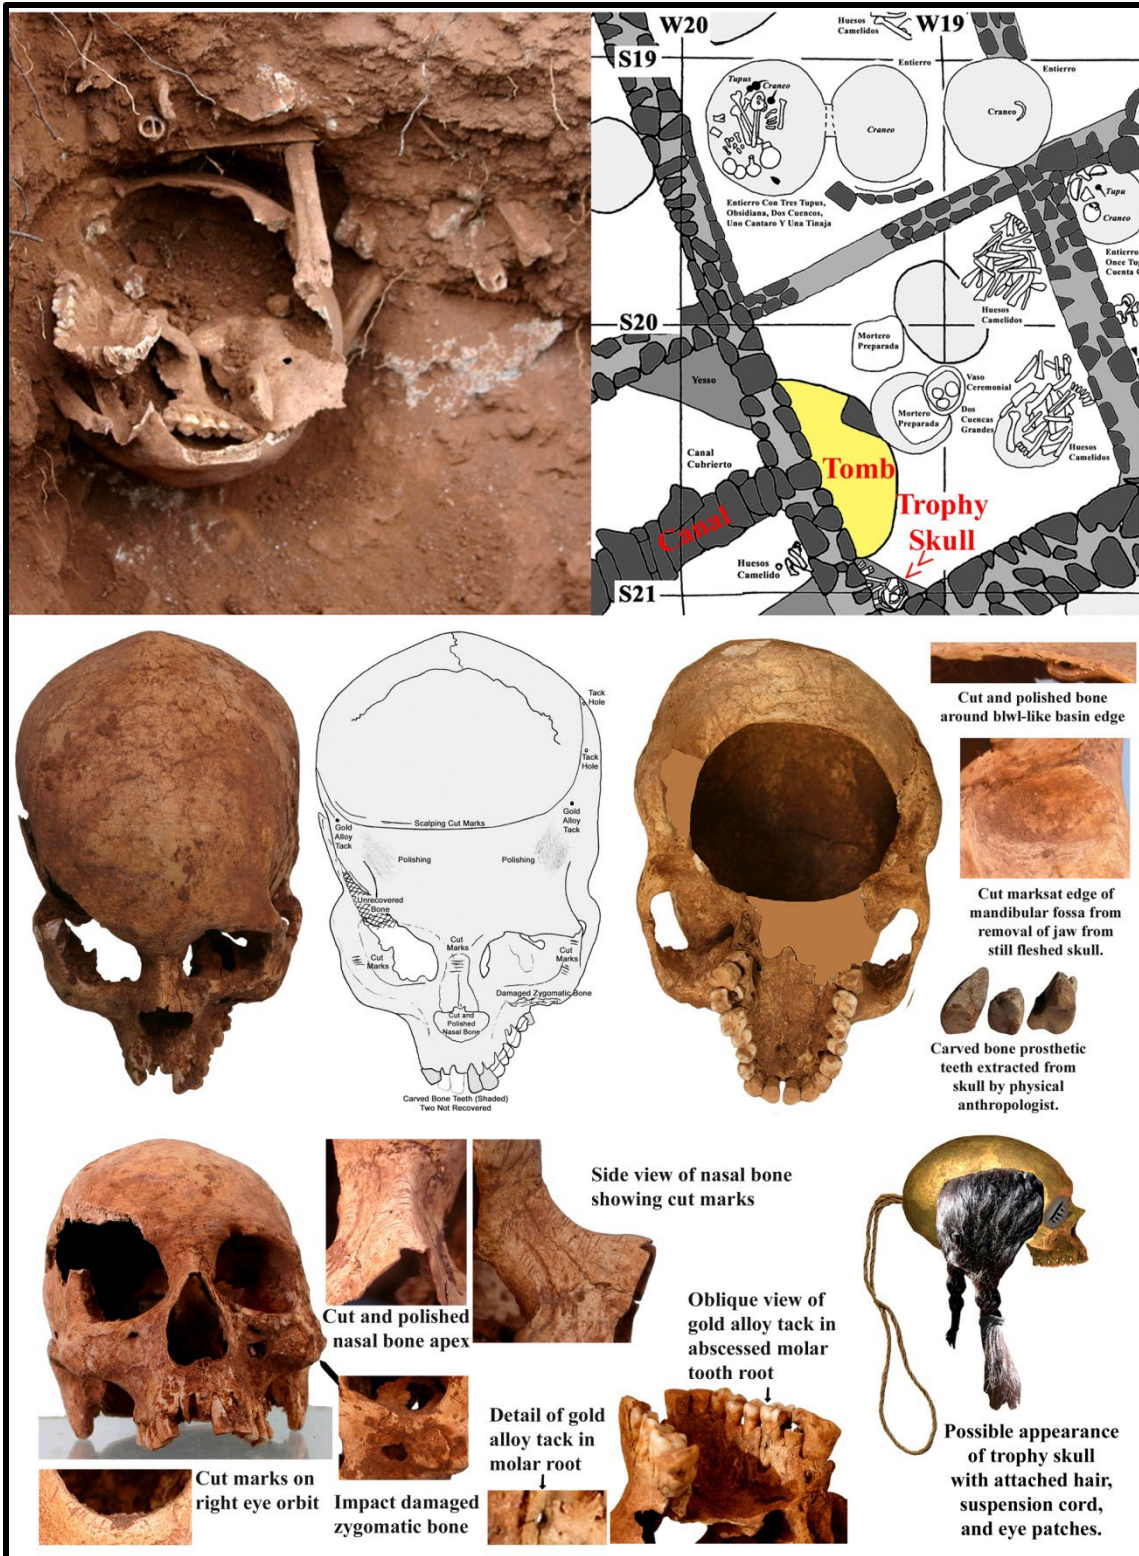 W20
W19
Huesos
Camelidos
S19
Entierro
Entierro
Tupus
Craneo
Craneo
Craneo
Entierro Con Tres Tupus,
Obsidiana, Dos Cuencos,
Uno Cantaro Y Una Tinaja
Tupu
Craneo
Entierro
Once Tup
Cuenta
Huesos
Camelidos
S20
Mortero
Preparada
Yesso
Vaso
Ceremonial
Mortero
Preparada
Dos
Cuencas
Grandes
Huesos
Camelidos
Canal
Cubrierto
Tomb
Canal
Trophy
Skull
Huesos
Camelido
S21
Tack
Hole
Tack
Hole
Gold
Alloy
Tack
Gold
Alloy
Tack
Scalping Cut Marks
Polishing
Polishing
Unrecovered
Bone
Cut
Marks
Cut
Marks
Cut
Marks
Damaged Zygomatic Bone
Cut and
Polished
Nasal Bone
Carved Bone Teeth (Shaded)
Two Not Recovered
Cut and polished bone
around blwl-like basin edge
Cut marksat edge of
mandibular fossa from
removal of jaw from
still fleshed skull.
Carved bone prosthetic
teeth extracted from
skull by physical
anthropologist.
Side view of nasal bone
showing cut marks
Cut and polished
nasal bone apex
Oblique view of
gold alloy tack in
abscessed molar
tooth root
Detail of gold
alloy tack in
molar root
Cut marks on
right eye orbit
Impact damaged
zygomatic bone
Possible appearance
of trophy skull
with attached hair,
suspension cord,
and eye patches.